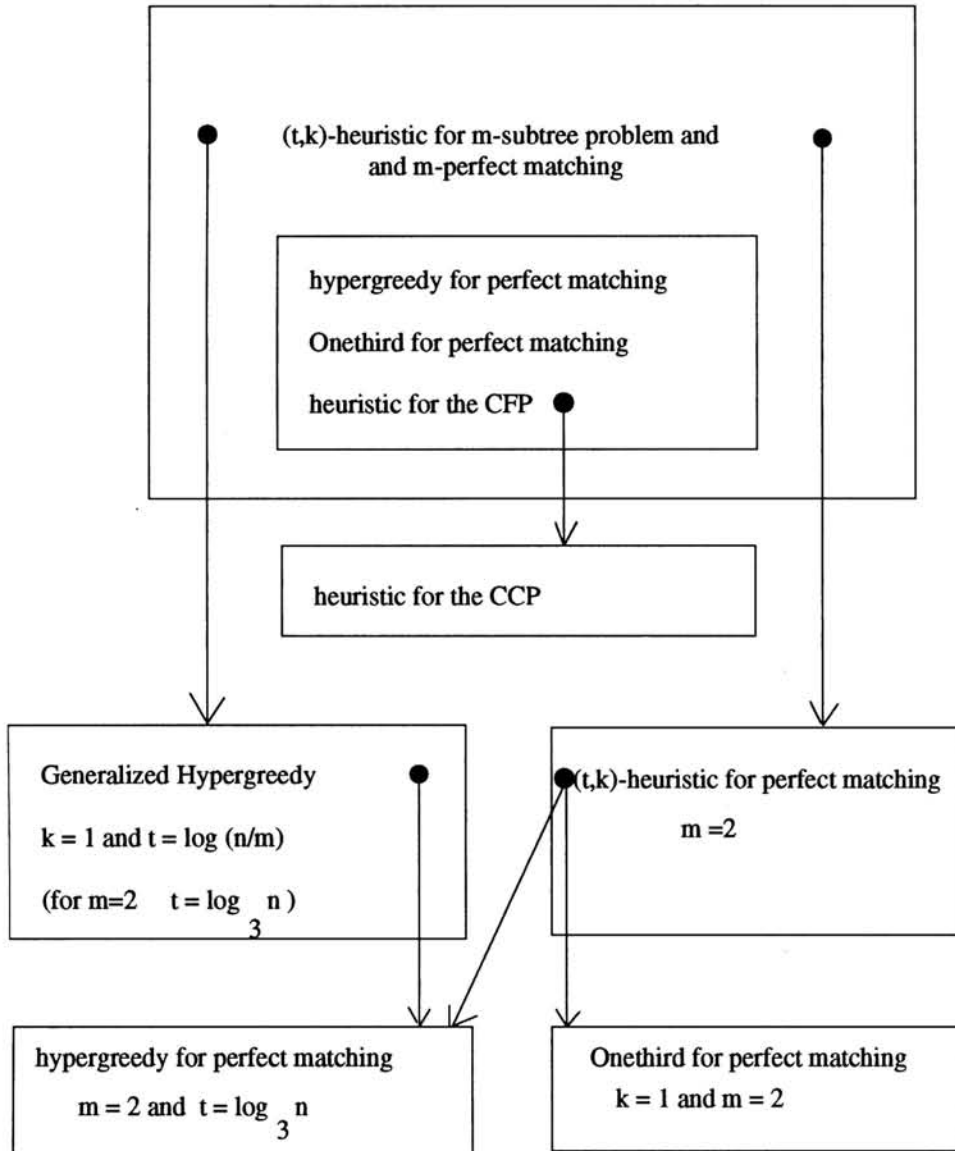 (t,k)-heuristic for m-subtree problem and
and m-perfect matching
hypergreedy for perfect matching
Onethird for perfect matching
heuristic for the CFP
heuristic for the CCP
Generalized Hypergreedy
k = 1 and t = log (n/m)
(for m=2 t = log 3 n )
(t,k)-heuristic for perfect matching
m =2
hypergreedy for perfect matching
m = 2 and t = log 3 n
Onethird for perfect matching
k = 1 and m = 2